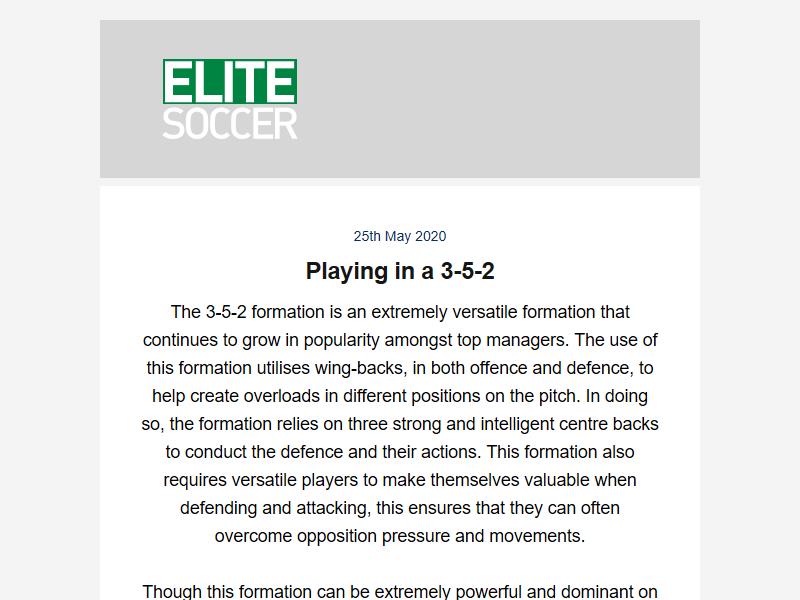 ELITE
SOCCER
25th May 2020
Playing in a 3-5-2
The 3-5-2 formation is an extremely versatile formation that
continues to grow in popularity amongst top managers. The use of
this formation utilises wing-backs, in both offence and defence, to
help create overloads in different positions on the pitch. In doing
so, the formation relies on three strong and intelligent centre backs
to conduct the defence and their actions. This formation also
requires versatile players to make themselves valuable when
defending and attacking, this ensures that they can often
overcome opposition pressure and movements.
Though this formation can be extremely powerful and dominant on